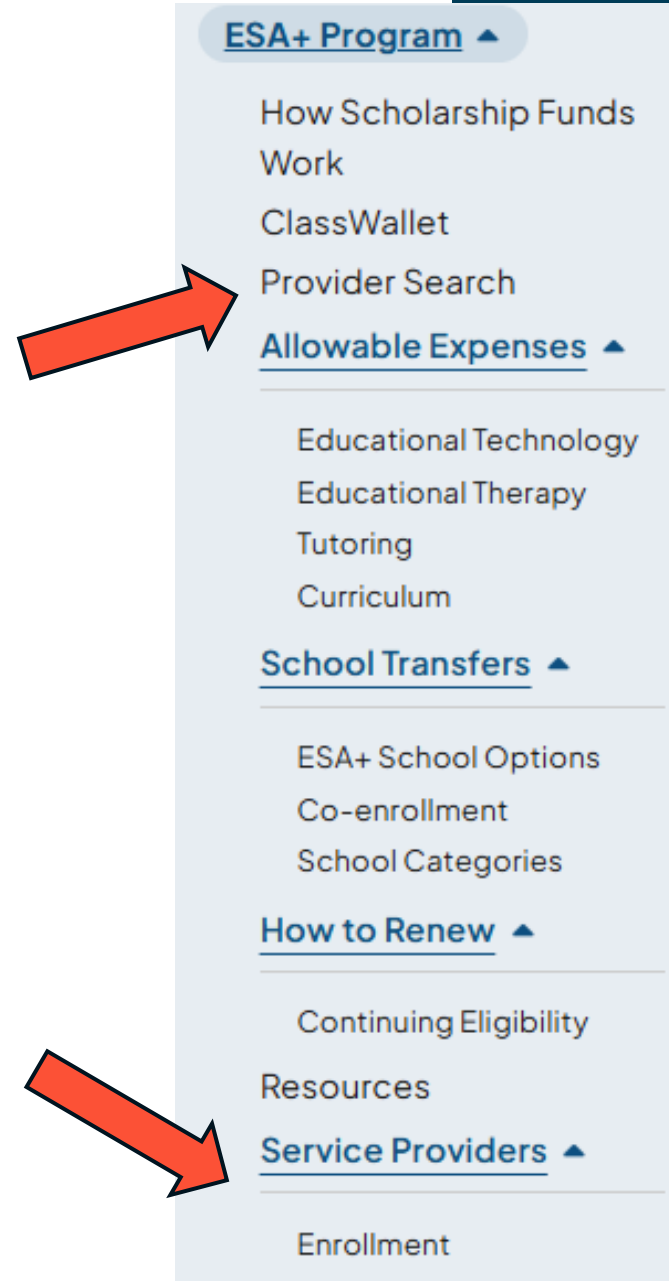 ESA+ Program
How Scholarship Funds
Work
ClassWallet
Provider Search
Allowable Expenses
Educational Technology
Educational Therapy
Tutoring
Curriculum
School Transfers
ESA+ School Options
Co-enrollment
School Categories
How to Renew
Continuing Eligibility
Resources
Service Providers
Enrollment